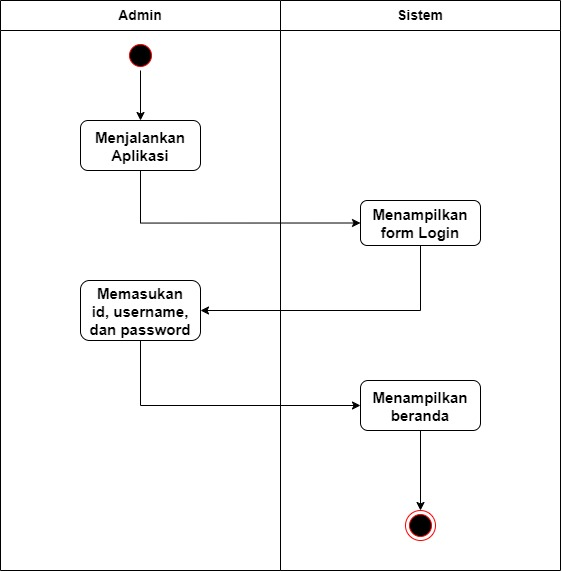 Admin
Sistem
Menjalankan
Aplikasi
Menampilkan
form Login
Memasukan
id, username,
dan password
Menampilkan
beranda